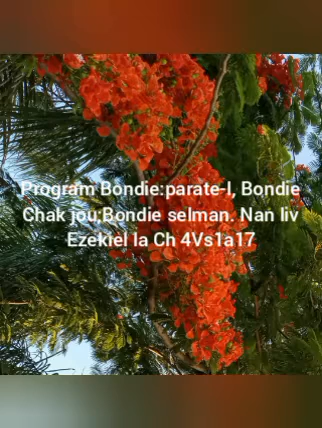 Program Bondie:parate-l, Bondie
Chak jou;Bondie selman. Nan liv
Ezekiel la Ch 4Vs1a17